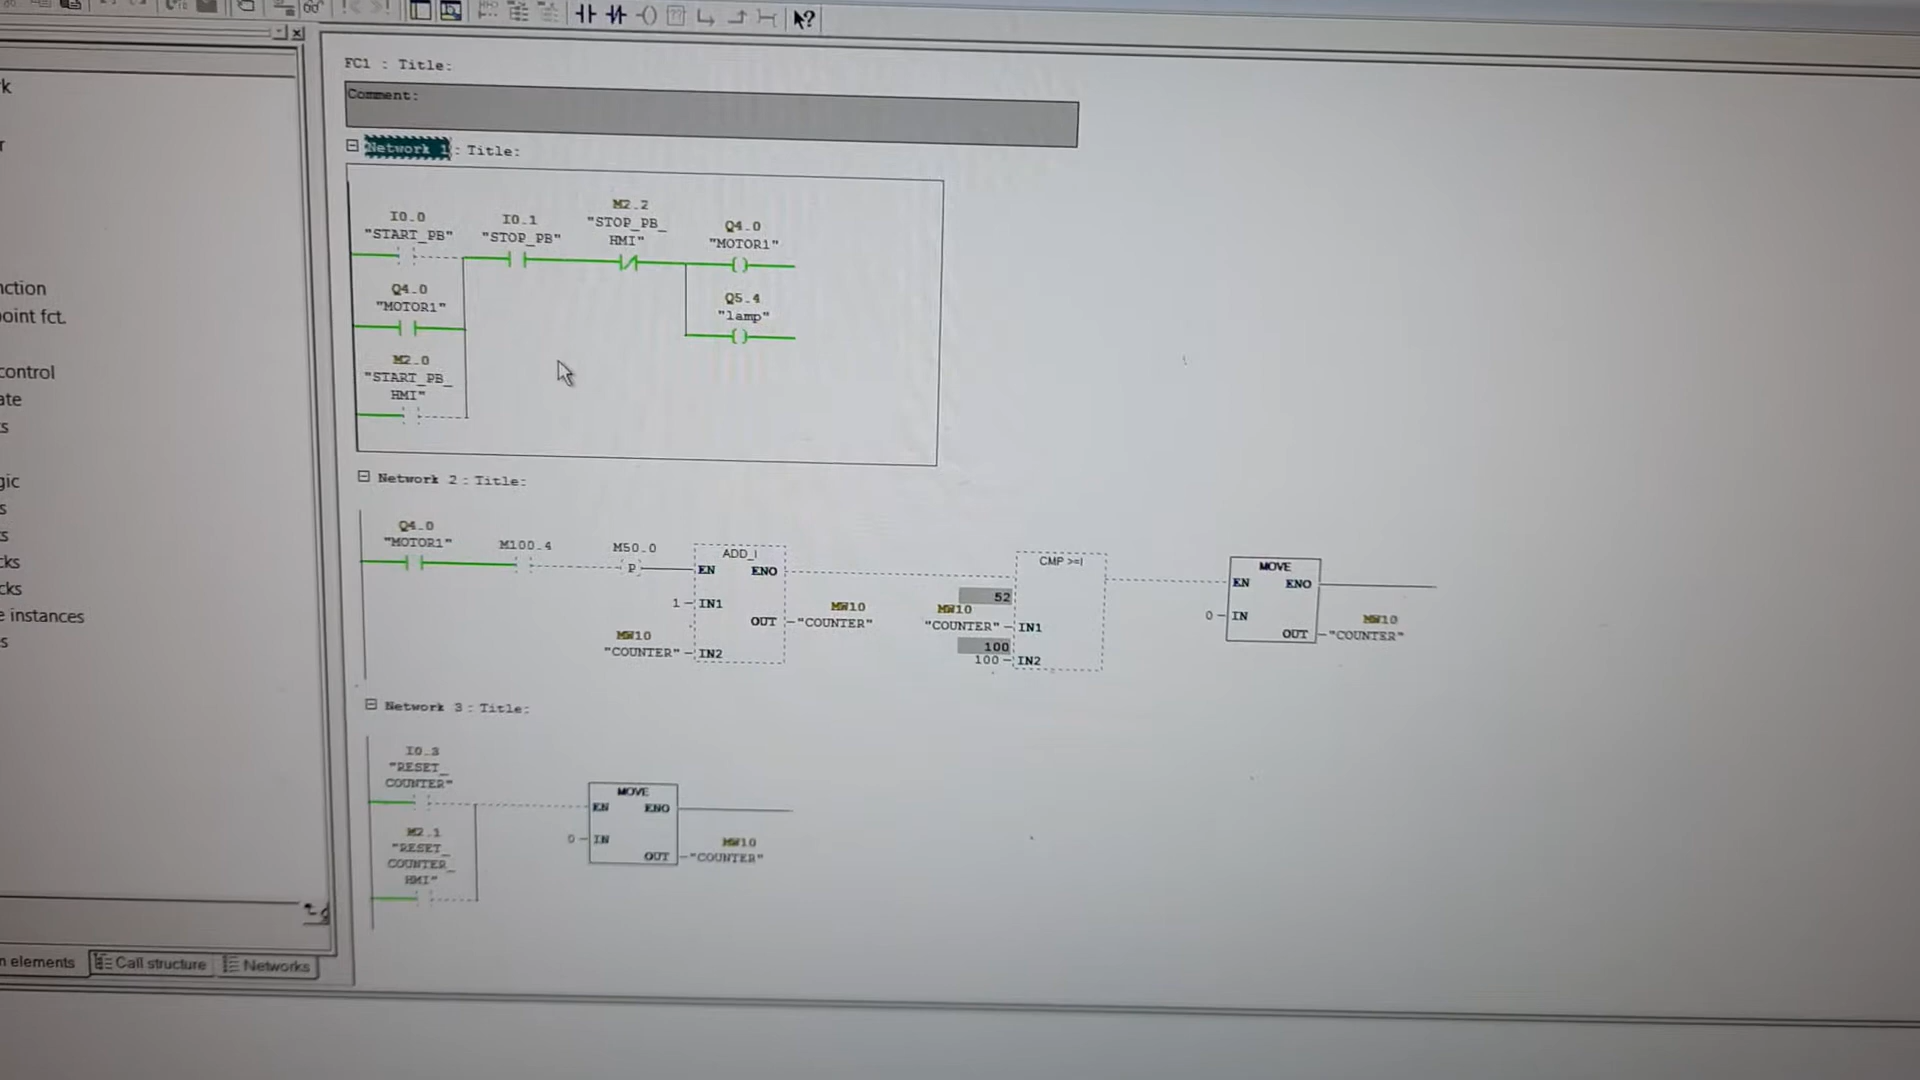 FC1 : Title:
Comment:
Network 1 : Title:
I0.0
"START_PB"
I0.1
"STOP_PB"
M2.2
"STOP_PB_
HMI"
Q4.0
"MOTOR1"
Q4.0
"MOTOR1"
Q5.4
"lamp"
M2.0
"START_PB_
HMI"
Network 2 : Title:
Q4.0
"MOTOR1"
M100.4
M50.0
P
ADD_I
EN ENO
1 IN1
OUT
MW10
"COUNTER"
MW10
"COUNTER" IN2
CMP >=I
52
MW10
"COUNTER" IN1
100
100 IN2
MOVE
EN ENO
0 IN
OUT
MW10
"COUNTER"
Network 3 : Title:
I0.3
"RESET_
COUNTER"
M2.1
"RESET_
COUNTER_
HMI"
MOVE
EN ENO
0 IN
OUT
MW10
"COUNTER"
k
r
nction
point fct.
control
ate
s
gic
s
s
cks
cks
e instances
s
n elements
Call structure
Networks